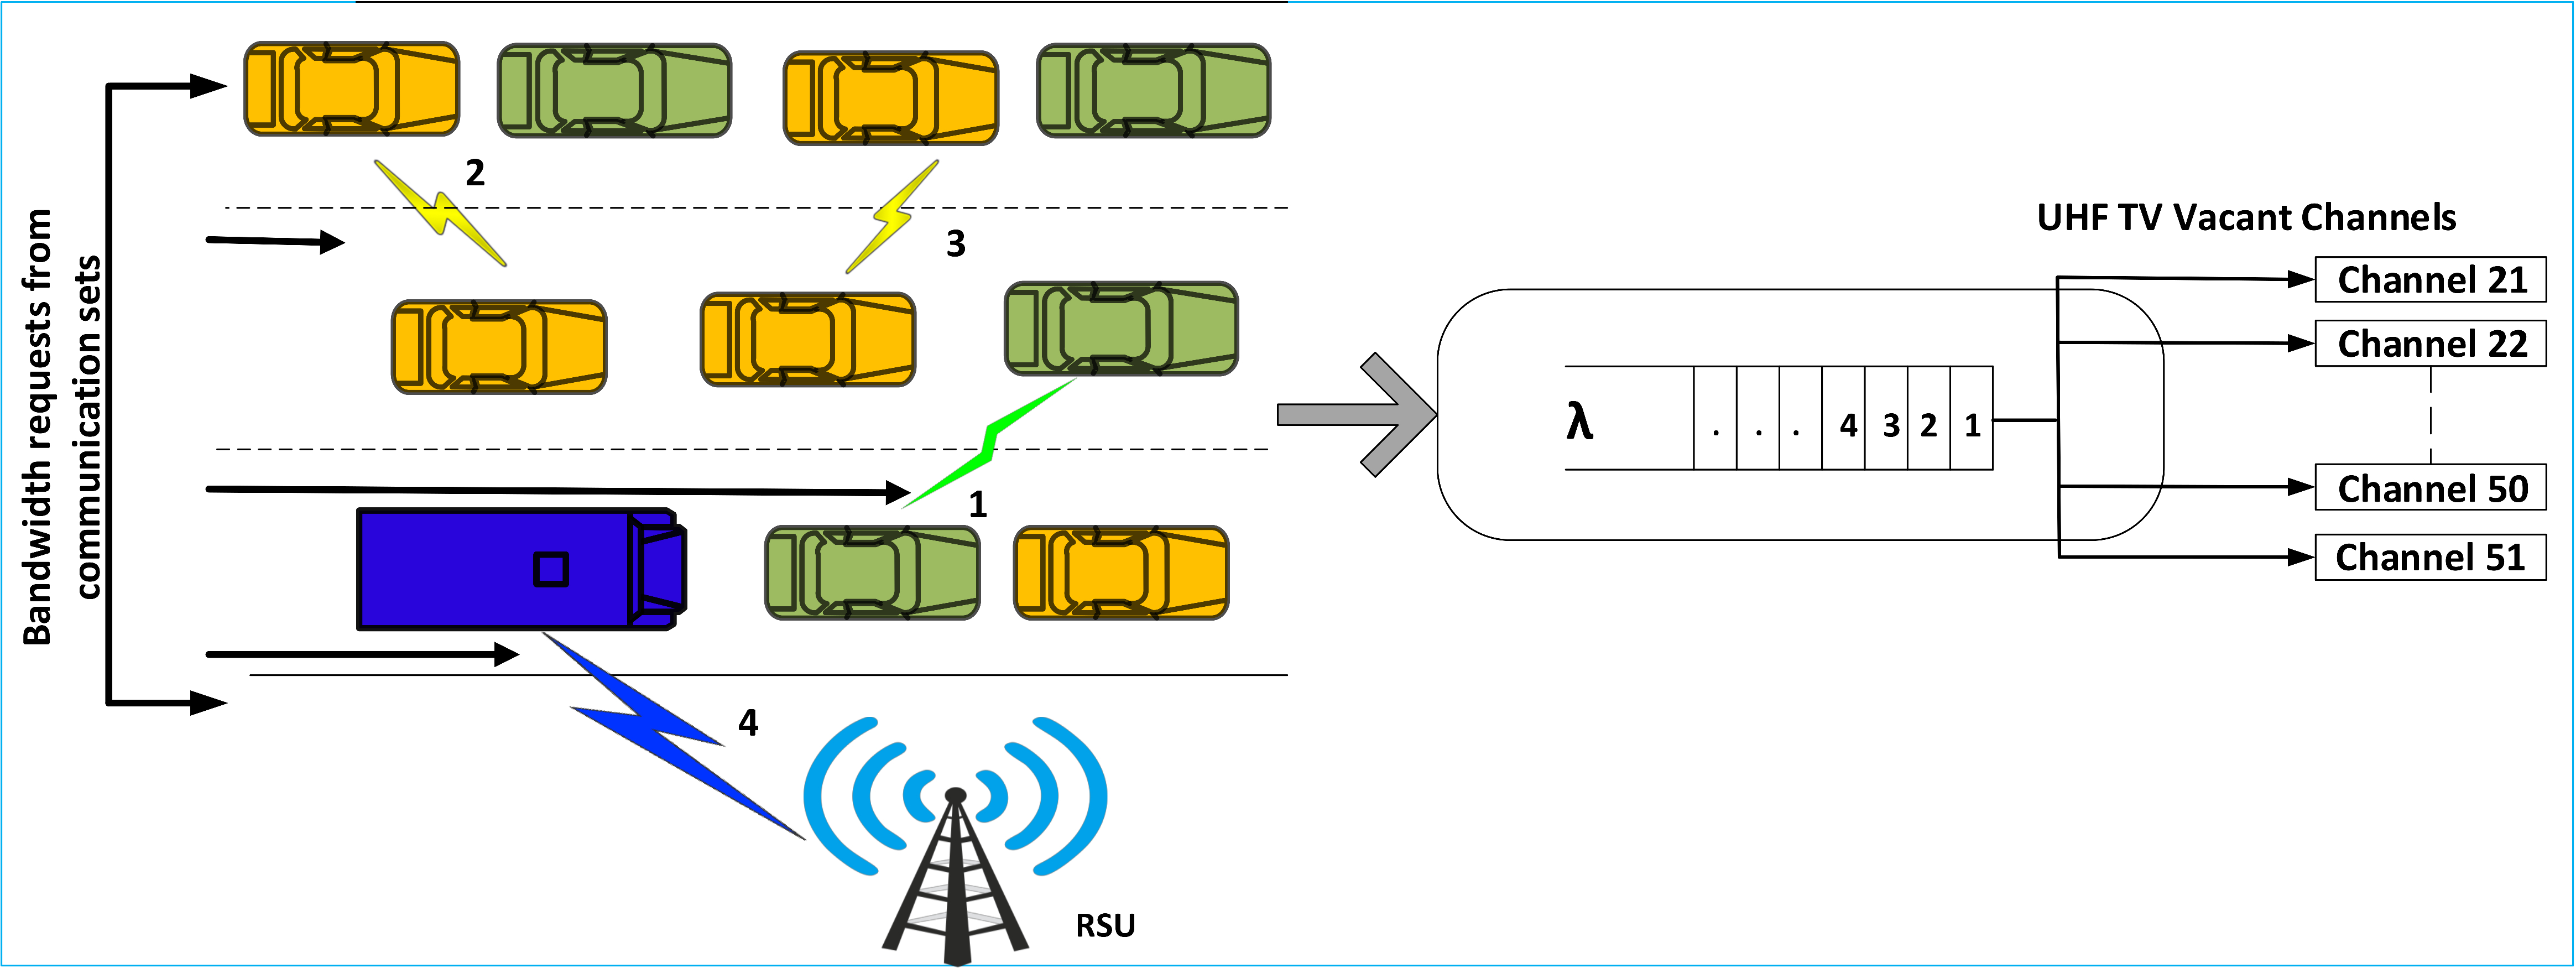 Bandwidth requests from
communication sets
2
3
1
4
RSU
λ . . . 4 3 2 1
UHF TV Vacant Channels
Channel 21
Channel 22
Channel 50
Channel 51